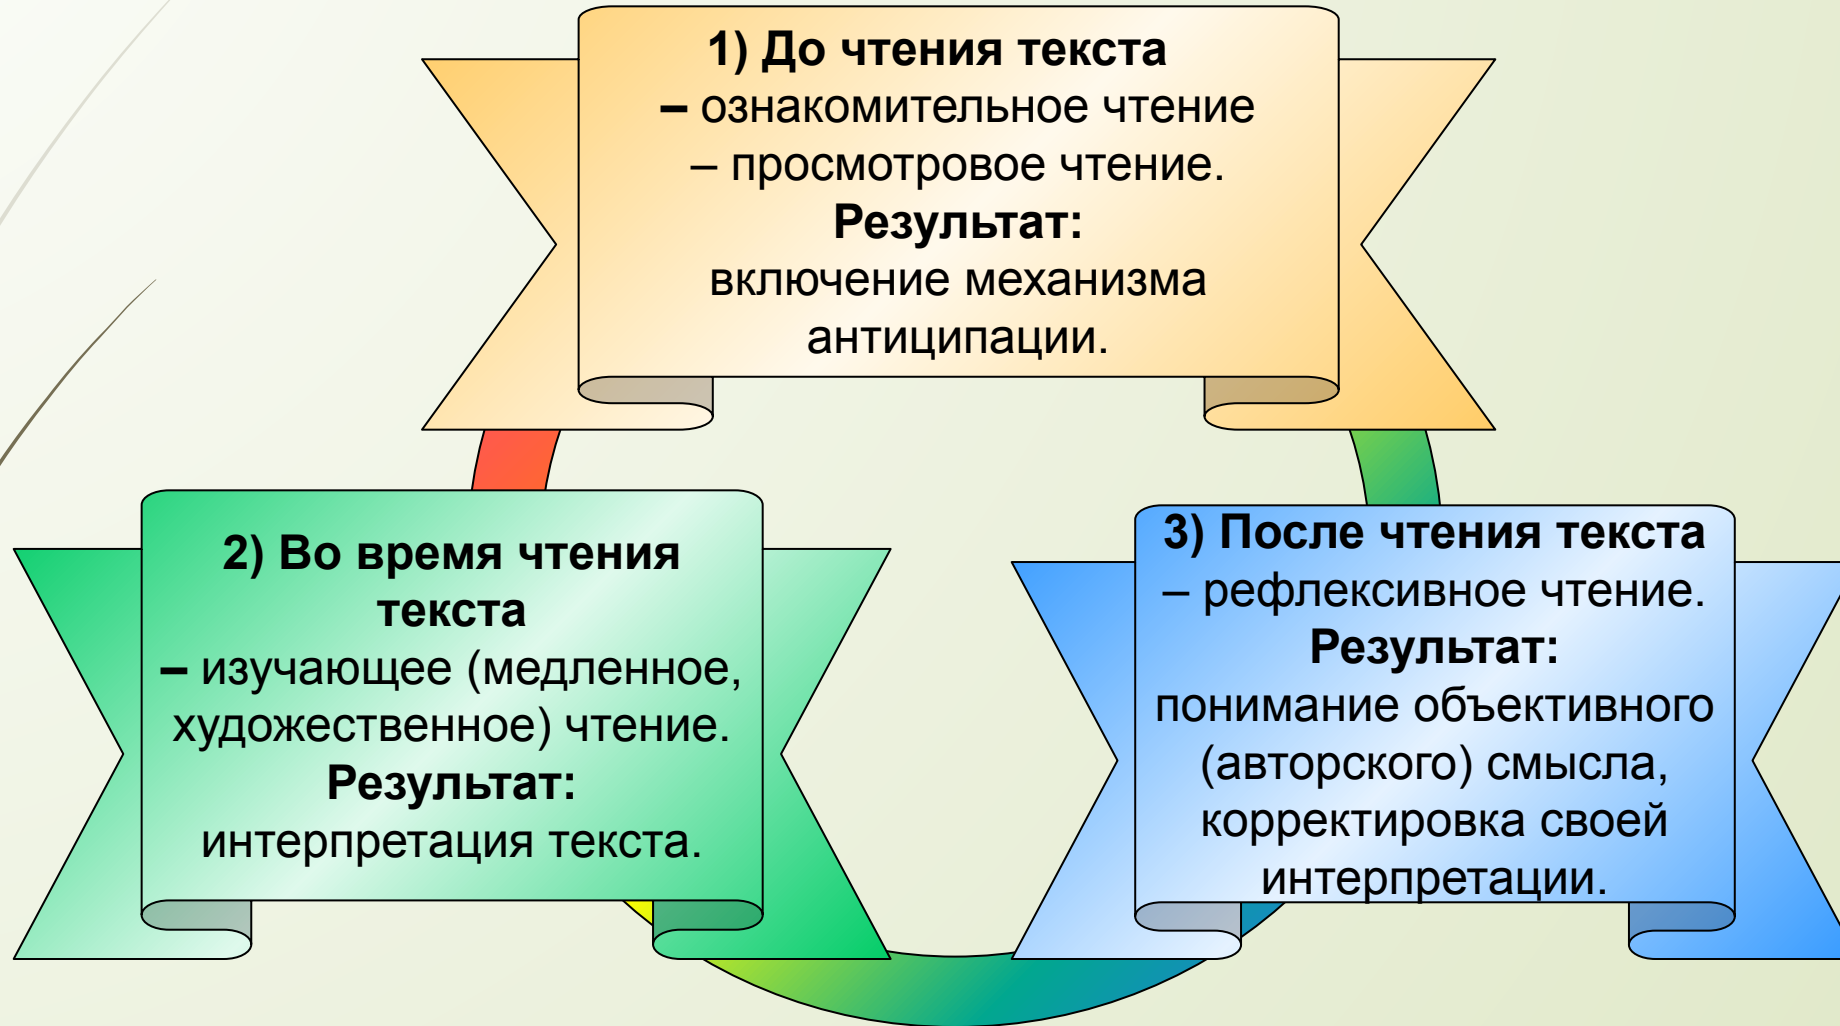 1) До чтения текста
– ознакомительное чтение
– просмотровое чтение.
Результат:
включение механизма
антиципации.
2) Во время чтения
текста
– изучающее (медленное,
художественное) чтение.
Результат:
интерпретация текста.
3) После чтения текста
– рефлексивное чтение.
Результат:
понимание объективного
(авторского) смысла,
корректировка своей
интерпретации.